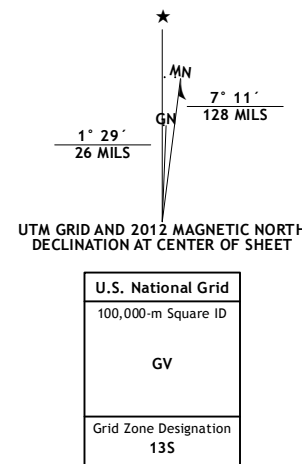 MN
GN
7° 11´
128 MILS
1° 29´
26 MILS
UTM GRID AND 2012 MAGNETIC NORTH
DECLINATION AT CENTER OF SHEET
U.S. National Grid
100,000-m Square ID
GV
Grid Zone Designation
13S